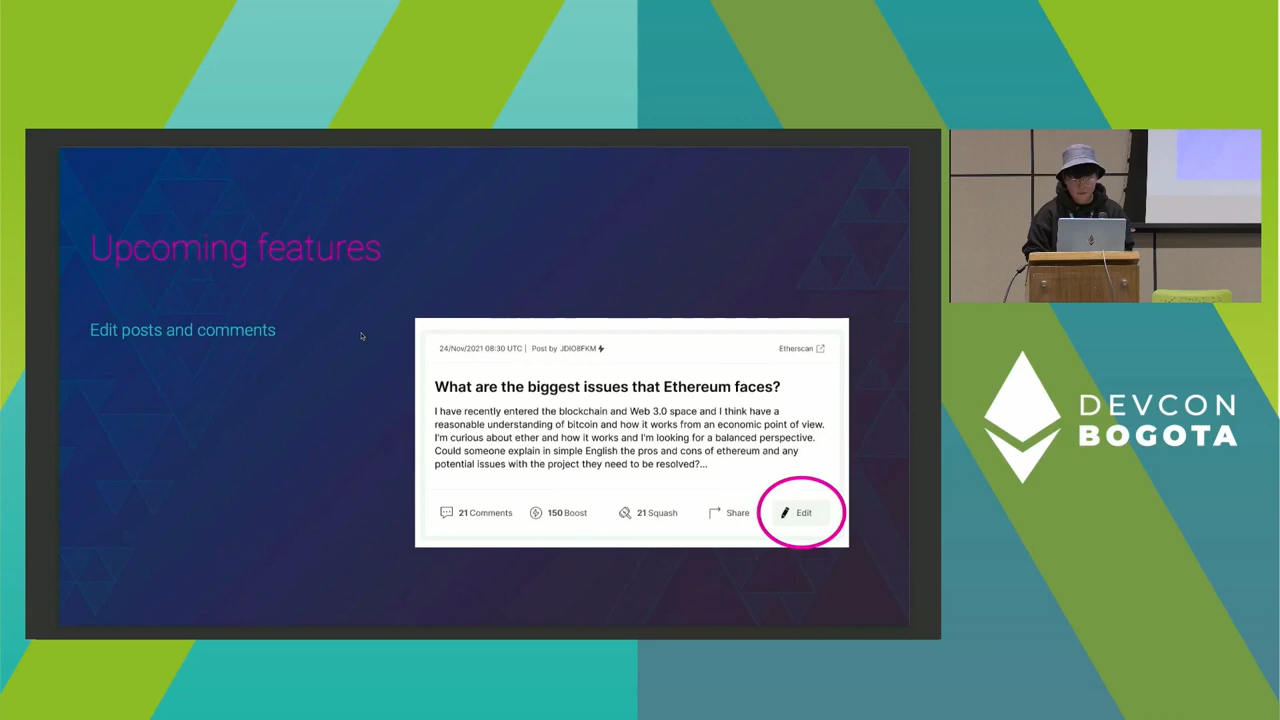 Upcoming features
Edit posts and comments
24/Nov/2021 08:30 UTC | Post by JDIO8FKM
Etherscan
What are the biggest issues that Ethereum faces?
I have recently entered the blockchain and Web 3.0 space and I think have a
reasonable understanding of bitcoin and how it works from an economic point of view.
I'm curious about ether and how it works and I'm looking for a balanced perspective.
Could someone explain in simple English the pros and cons of ethereum and any
potential issues with the project they need to be resolved?...
21 Comments 150 Boost 21 Squash Share Edit
DEVCON
BOGOTA